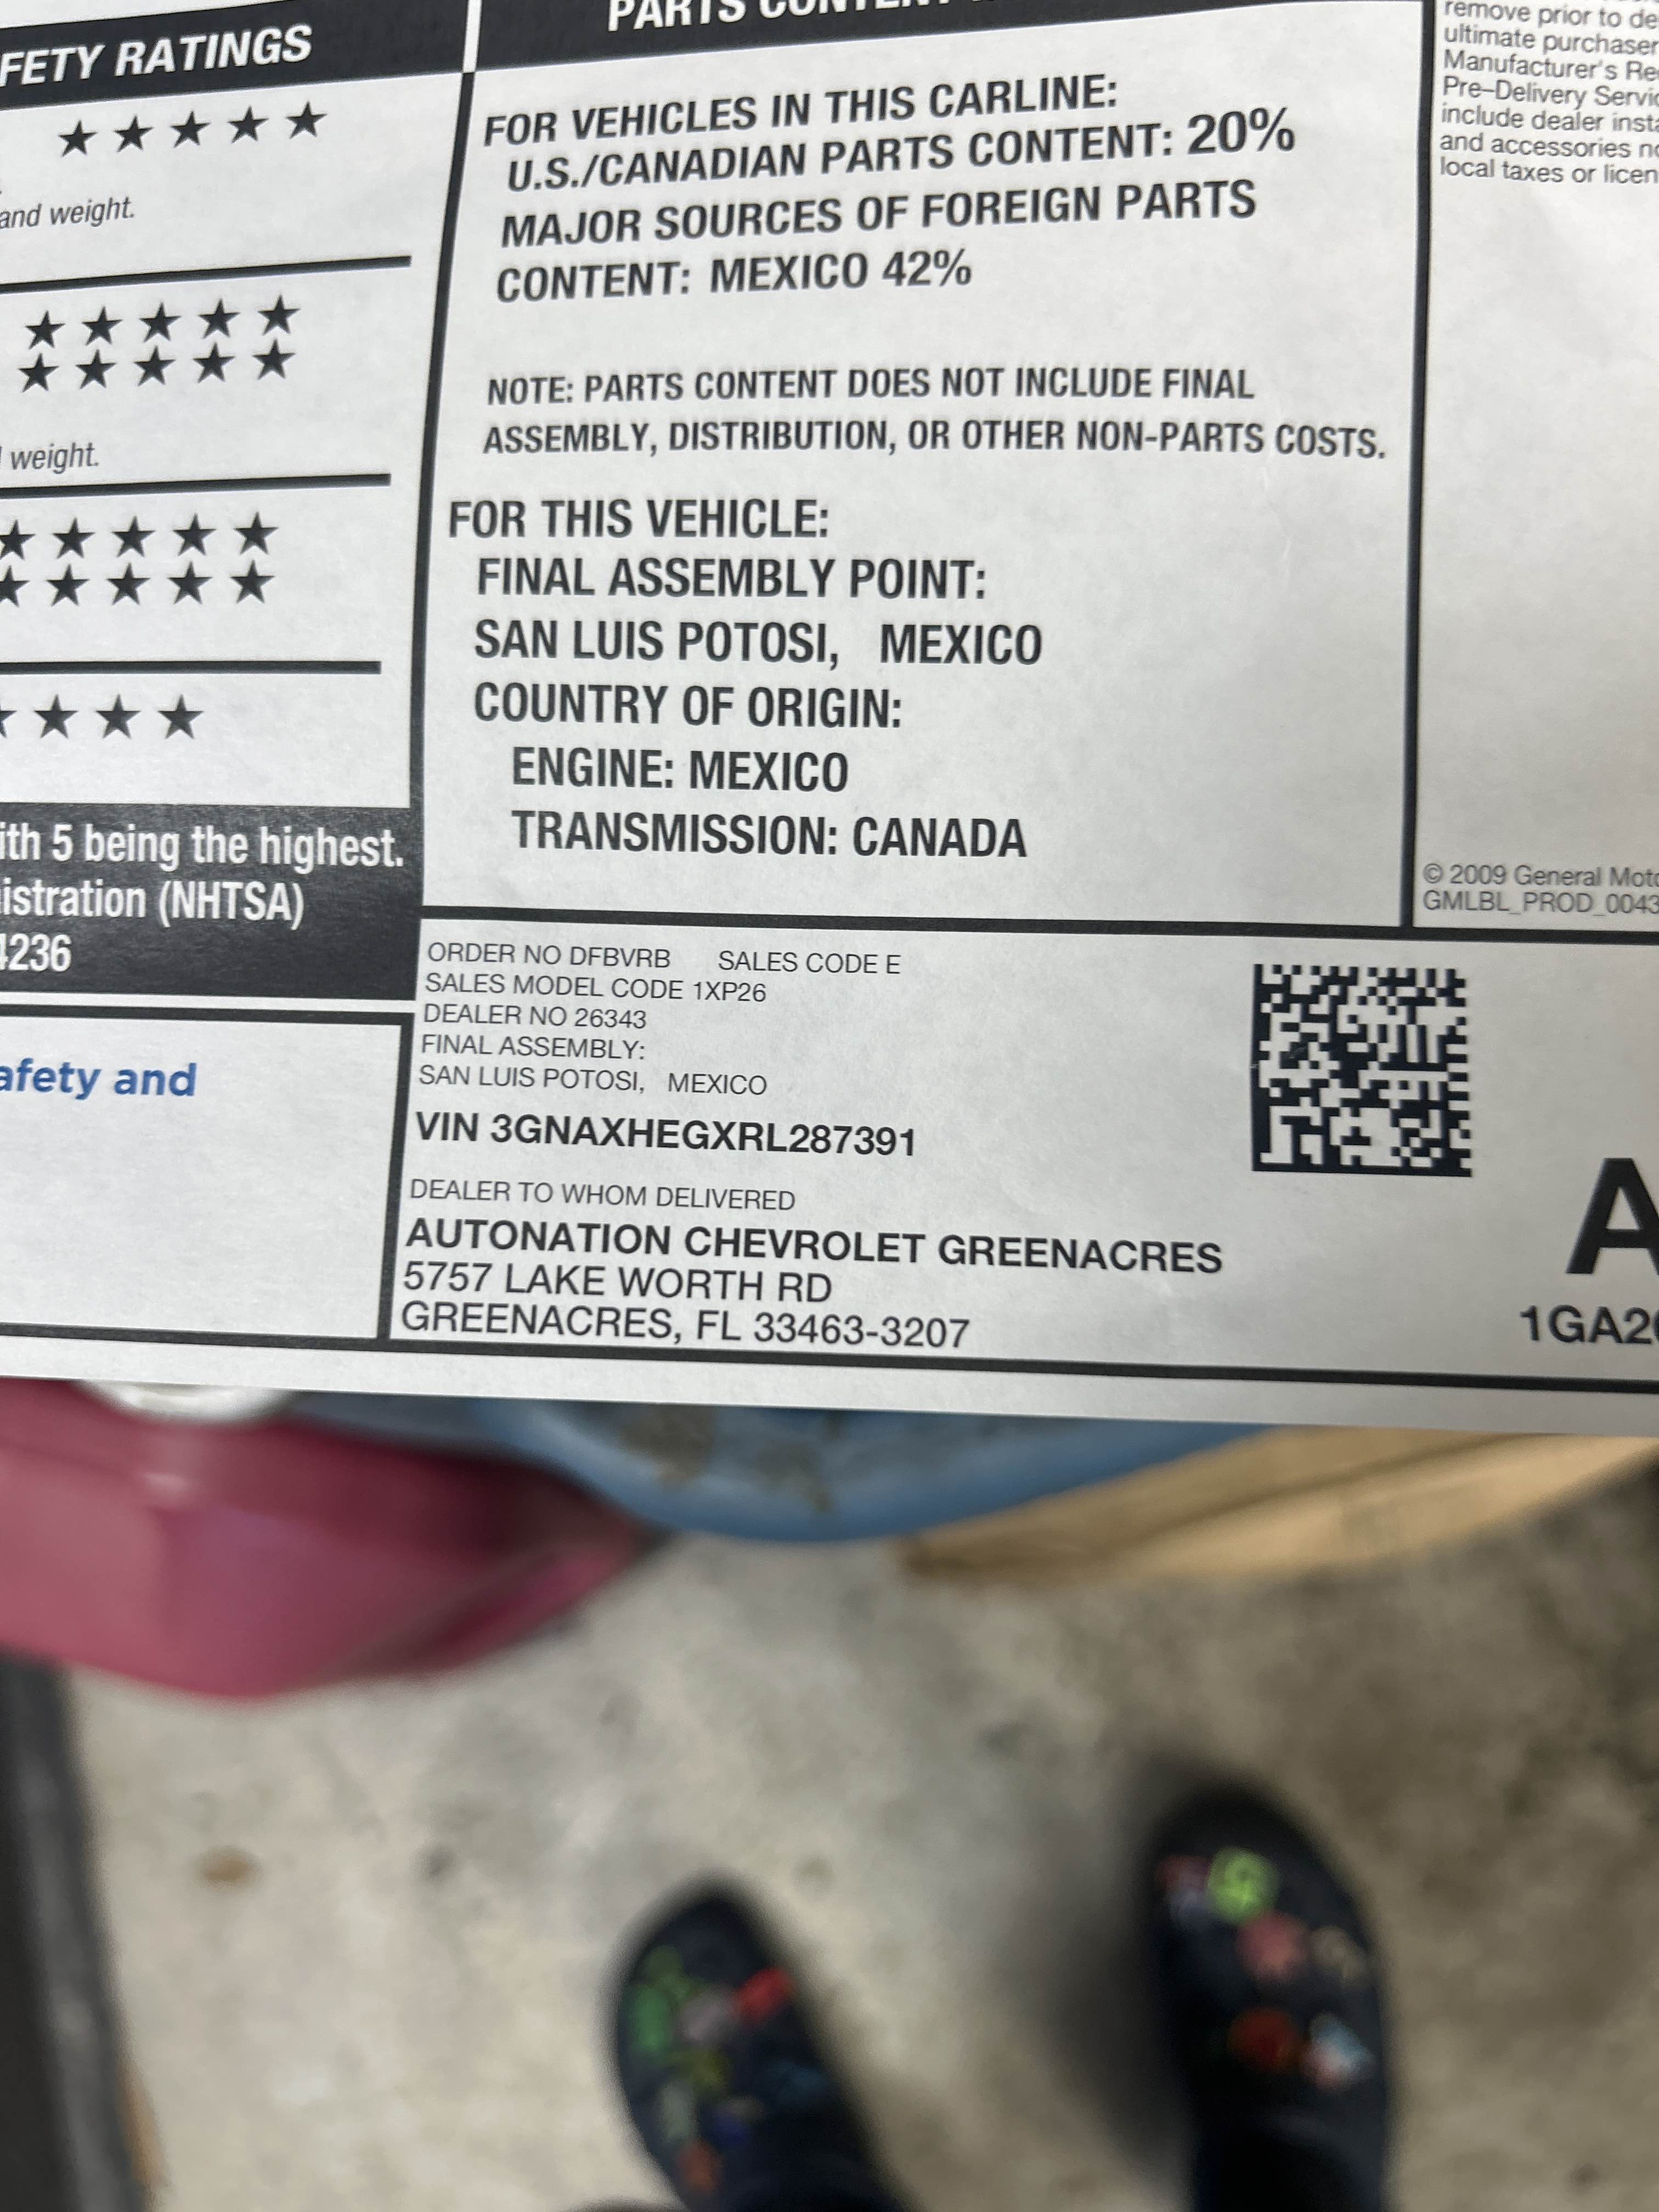 FETY RATINGS
and weight.
weight.
ith 5 being the highest.
istration (NHTSA)
4236
afety and
PARTS CONTENT
FOR VEHICLES IN THIS CARLINE:
U.S./CANADIAN PARTS CONTENT: 20%
MAJOR SOURCES OF FOREIGN PARTS
CONTENT: MEXICO 42%
NOTE: PARTS CONTENT DOES NOT INCLUDE FINAL
ASSEMBLY, DISTRIBUTION, OR OTHER NON-PARTS COSTS.
FOR THIS VEHICLE:
FINAL ASSEMBLY POINT:
SAN LUIS POTOSI, MEXICO
COUNTRY OF ORIGIN:
ENGINE: MEXICO
TRANSMISSION: CANADA
remove prior to de
ultimate purchaser
Manufacturer's Re
Pre-Delivery Servic
include dealer insta
and accessories no
local taxes or licen
© 2009 General Moto
GMLBL_PROD_0043
ORDER NO DFBVRB SALES CODE E
SALES MODEL CODE 1XP26
DEALER NO 26343
FINAL ASSEMBLY:
SAN LUIS POTOSI, MEXICO
VIN 3GNAXHEGXRL287391
DEALER TO WHOM DELIVERED
AUTONATION CHEVROLET GREENACRES
5757 LAKE WORTH RD
GREENACRES, FL 33463-3207
A
1GA20